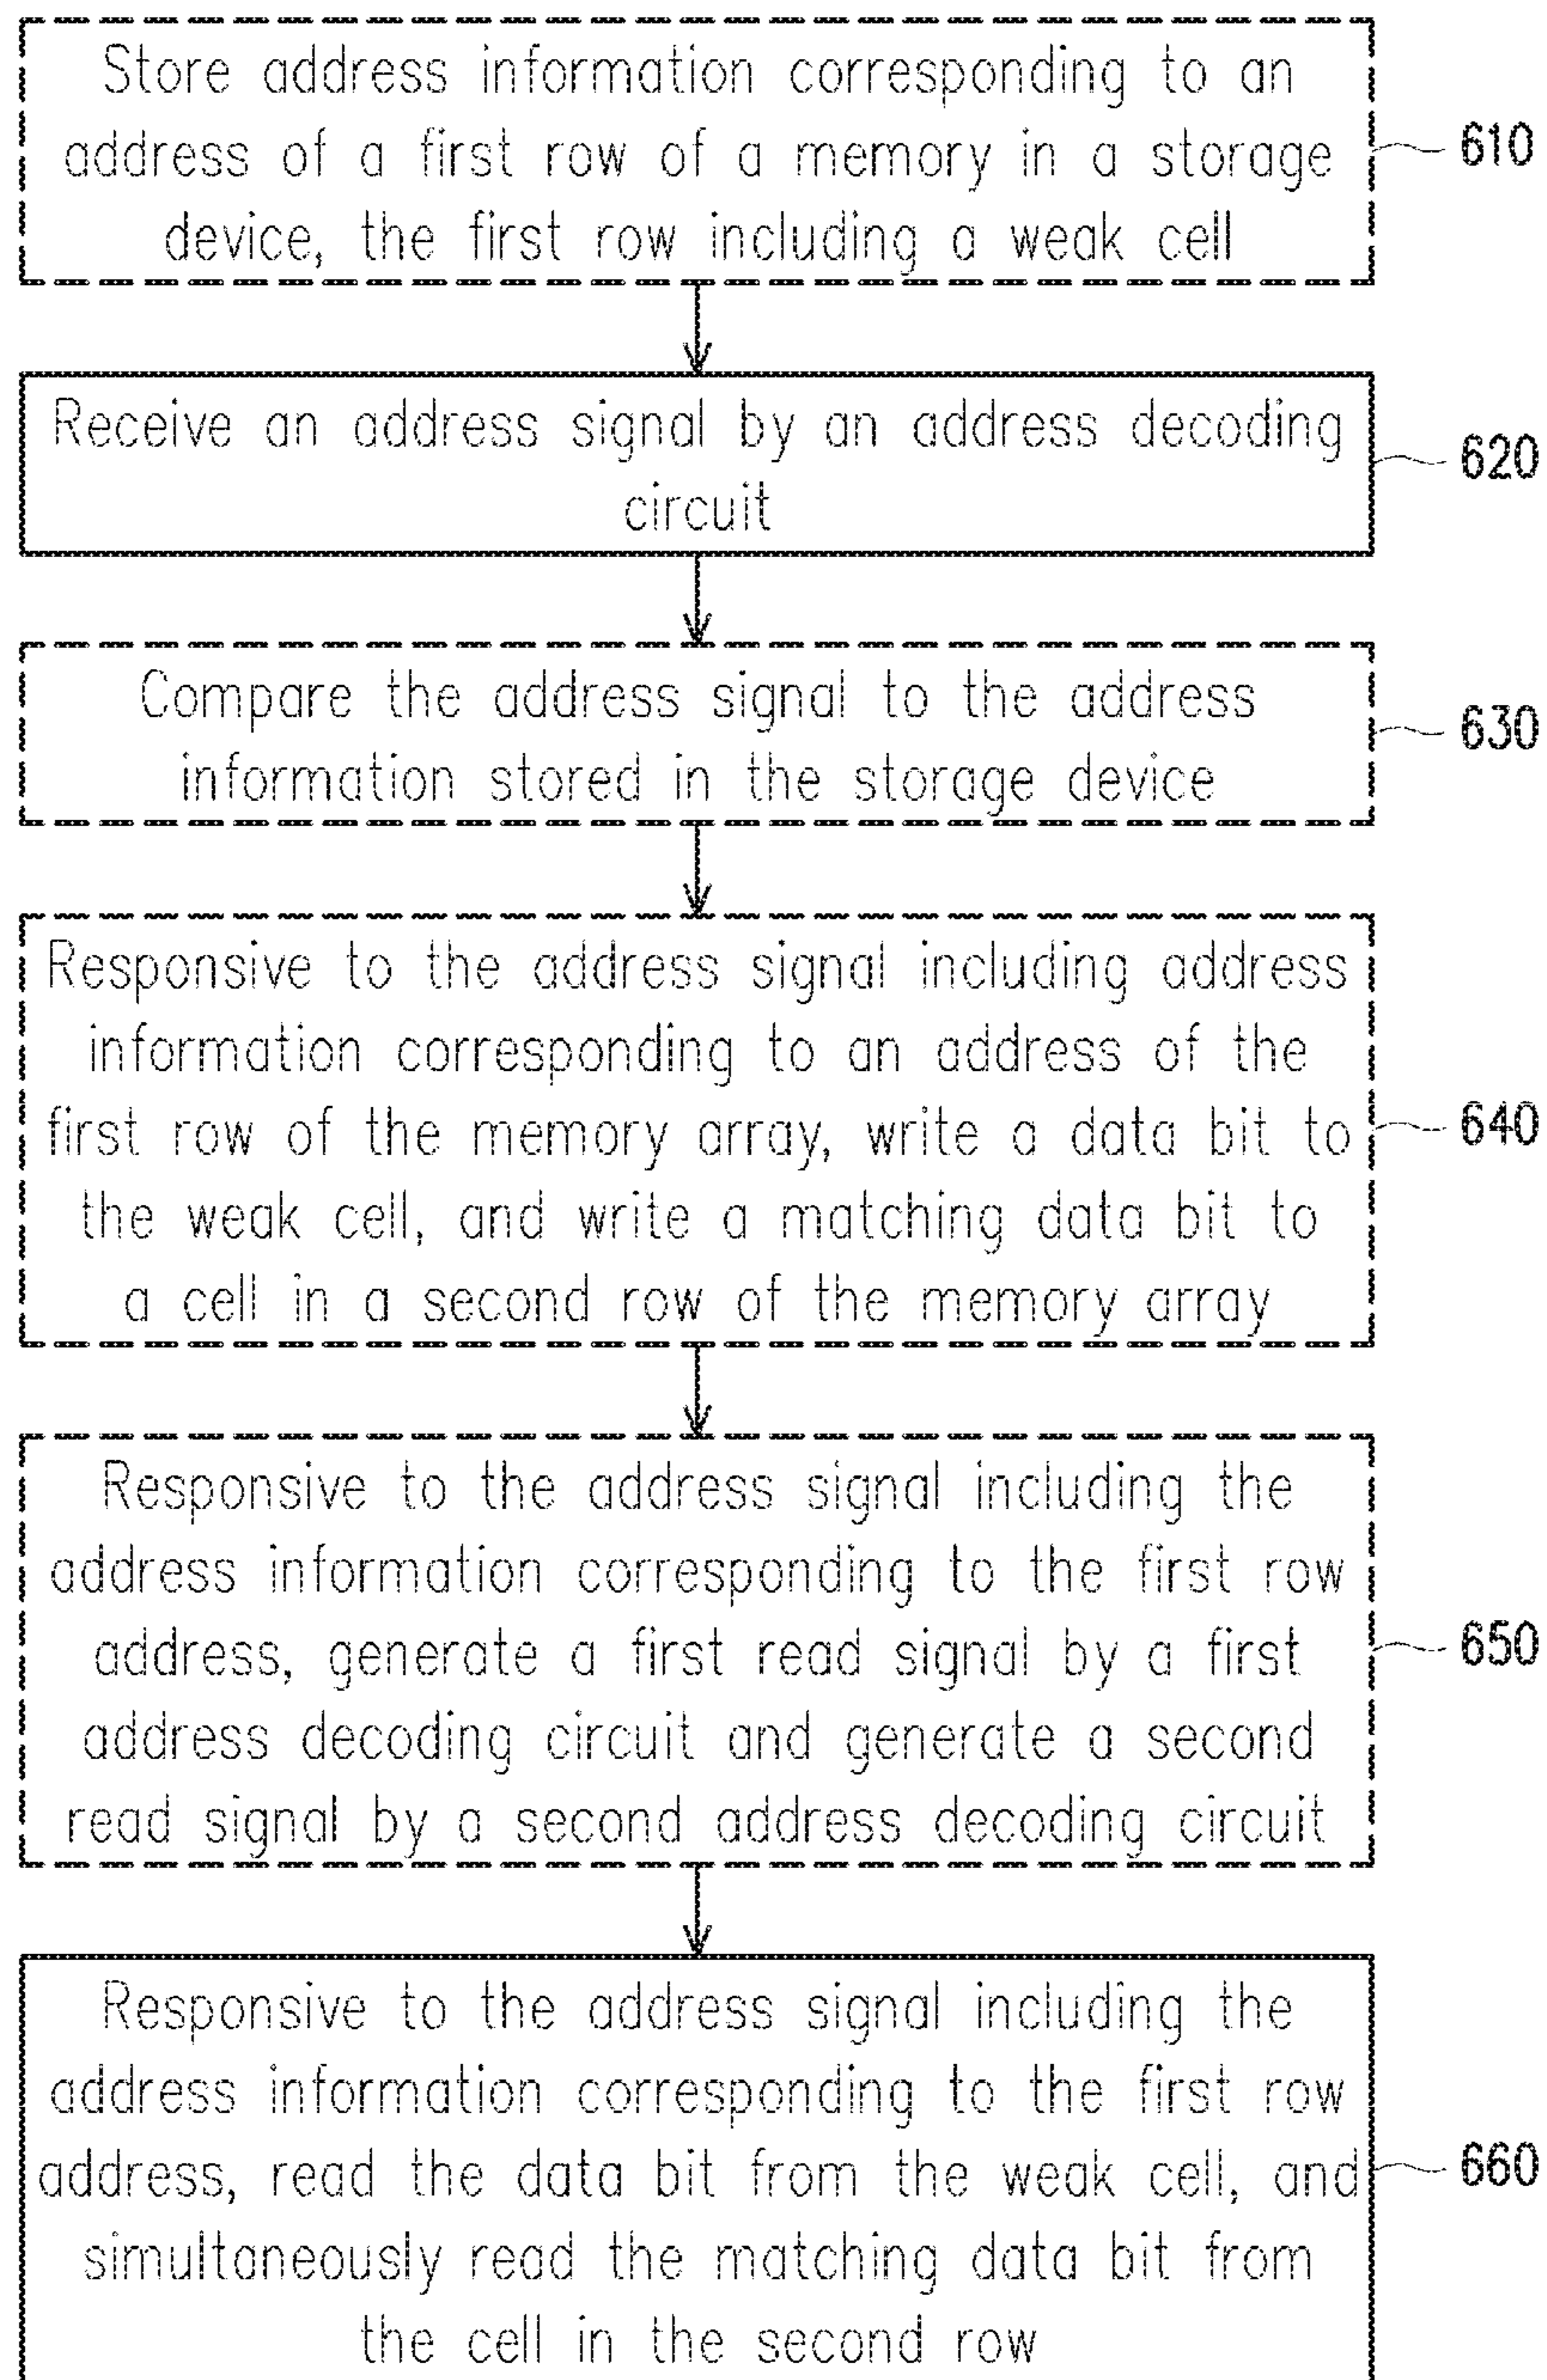 Store address information corresponding to an
address of a first row of a memory in a storage
device, the first row including a weak cell
610
Receive an address signal by an address decoding
circuit
620
Compare the address signal to the address
information stored in the storage device
630
Responsive to the address signal including address
information corresponding to an address of the
first row of the memory array, write a data bit to
the weak cell, and write a matching data bit to
a cell in a second row of the memory array
640
Responsive to the address signal including the
address information corresponding to the first row
address, generate a first read signal by a first
address decoding circuit and generate a second
read signal by a second address decoding circuit
650
Responsive to the address signal including the
address information corresponding to the first row
address, read the data bit from the weak cell, and
simultaneously read the matching data bit from
the cell in the second row
660